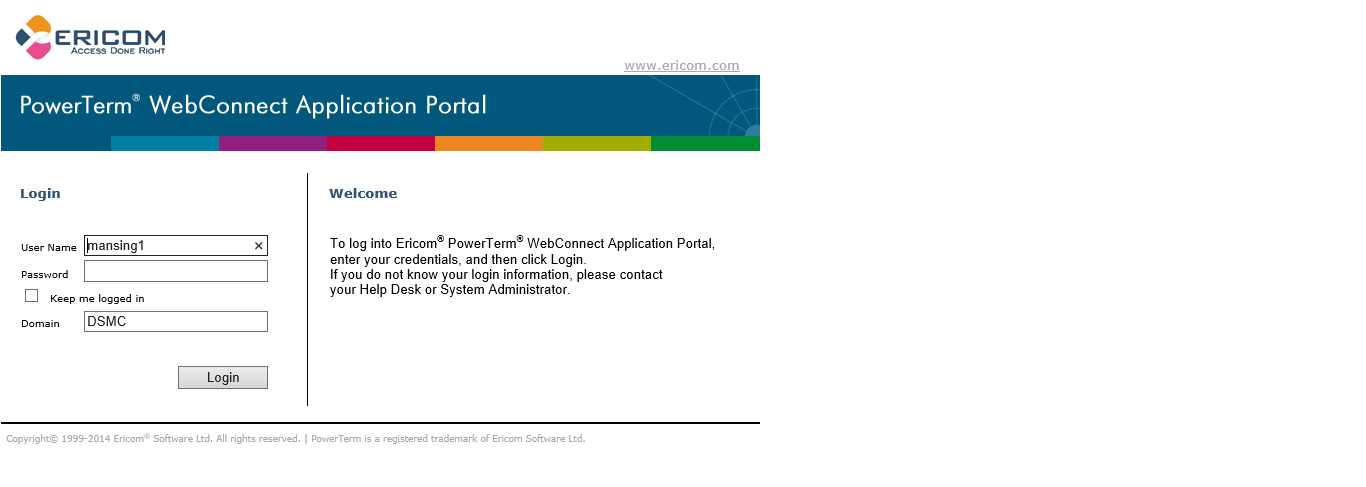 ERICOM
ACCESS DONE RIGHT
www.ericom.com
PowerTerm® WebConnect Application Portal
Login
User Name mansing1 ×
Password
Keep me logged in
Domain DSMC
Login
Welcome
To log into Ericom® PowerTerm® WebConnect Application Portal,
enter your credentials, and then click Login.
If you do not know your login information, please contact
your Help Desk or System Administrator.
Copyright© 1999-2014 Ericom® Software Ltd. All rights reserved. | PowerTerm is a registered trademark of Ericom Software Ltd.